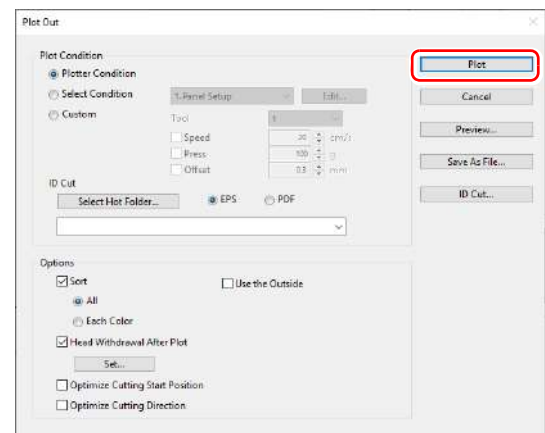 Plot Out
Plot Condition
Plotter Condition
Select Condition
1.Panel Setup
Edit...
Custom
Tool
1
Speed
30
cm/s
Press
100
g
Offset
0.3
mm
ID Cut
Select Hot Folder...
EPS
PDF
Plot
Cancel
Preview...
Save As File...
ID Cut...
Options
Sort
Use the Outside
All
Each Color
Head Withdrawal After Plot
Set...
Optimize Cutting Start Position
Optimize Cutting Direction